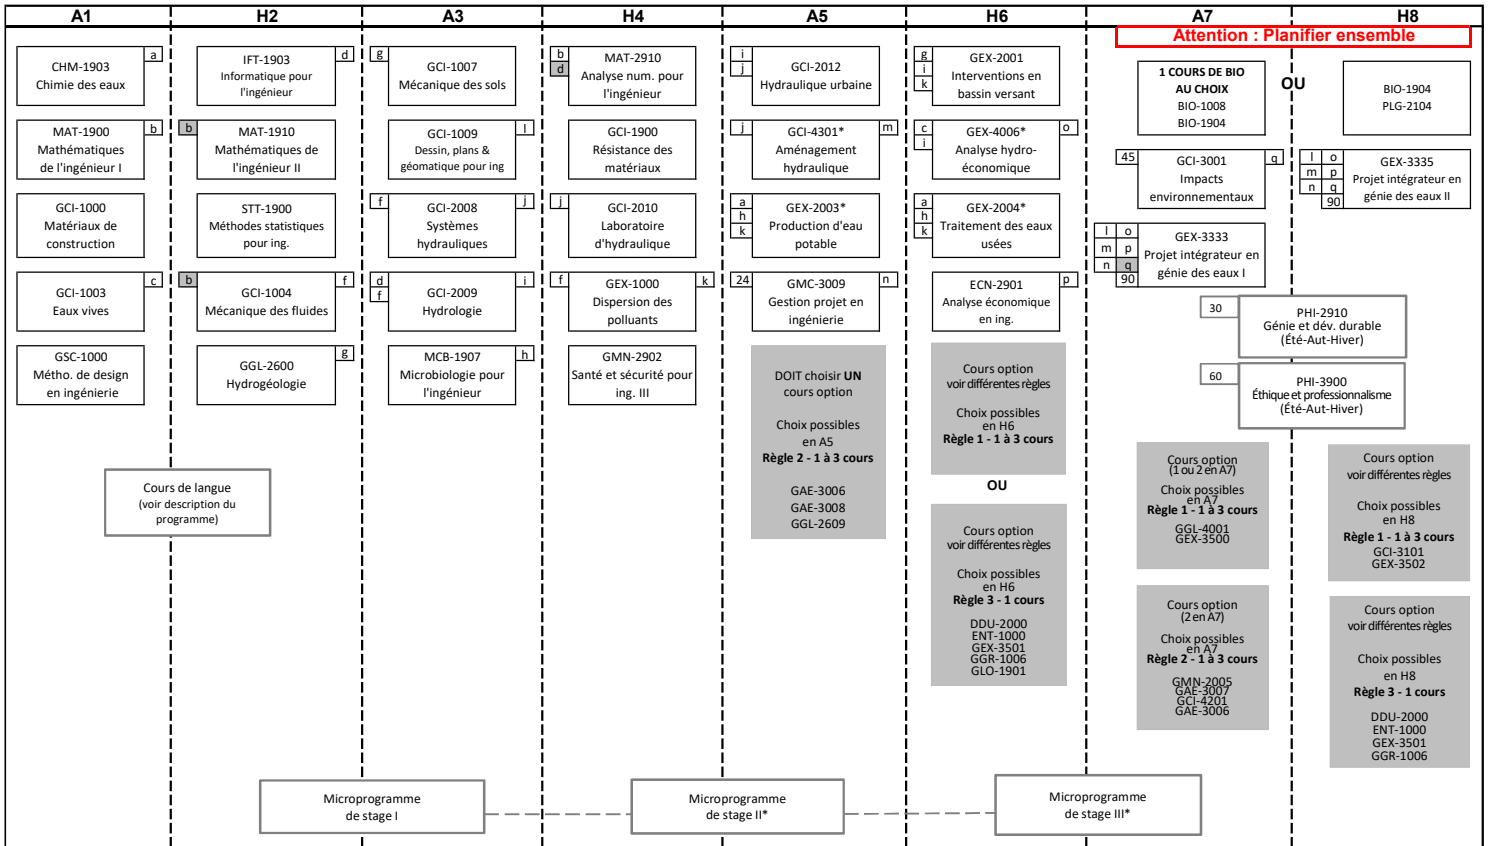 A1
H2
A3
H4
A5
H6
A7
H8
Attention : Planifier ensemble
a
CHM-1903
Chimie des eaux
MAT-1900
b
Mathématiques
de l'ingénieur I
GCI-1000
Matériaux de
construction
GCI-1003
c
Eaux vives
GSC-1000
Métho. de design
en ingénierie
Cours de langue
(voir description du
programme)
IFT-1903
d
Informatique pour
l'ingénieur
b
MAT-1910
Mathématiques de
l'ingénieur II
STT-1900
Méthodes statistiques
pour ing.
b
GCI-1004
f
Mécanique des fluides
GGL-2600
g
Hydrogéologie
Microprogramme
de stage I
g
GCI-1007
Mécanique des sols
GCI-1009
l
Dessin, plans &
géomatique pour ing
f
GCI-2008
j
Systèmes
hydrauliques
d
f
GCI-2009
i
Hydrologie
MCB-1907
h
Microbiologie pour
l'ingénieur
b
d
MAT-2910
Analyse num. pour
l'ingénieur
GCI-1900
Résistance des
matériaux
j
GCI-2010
Laboratoire
d'hydraulique
f
GEX-1000
k
Dispersion des
polluants
GMN-2902
Santé et sécurité pour
ing. III
Microprogramme
de stage II*
i
j
GCI-2012
Hydraulique urbaine
j
GCI-4301*
m
Aménagement
hydraulique
a
h
k
GEX-2003*
Production d'eau
potable
24
GMC-3009
n
Gestion projet en
ingénierie
DOIT choisir UN
cours option
Choix possibles
en A5
Règle 2 - 1 à 3 cours
GAE-3006
GAE-3008
GGL-2609
g
i
k
GEX-2001
Interventions en
bassin versant
c
i
GEX-4006*
o
Analyse hydro-
économique
a
h
k
GEX-2004*
Traitement des eaux
usées
ECN-2901
p
Analyse économique
en ing.
Cours option
voir différentes règles
Choix possibles
en H6
Règle 1 - 1 à 3 cours
OU
Cours option
voir différentes règles
Choix possibles
en H6
Règle 3 - 1 cours
DDU-2000
ENT-1000
GEX-3501
GGR-1006
GLO-1901
Microprogramme
de stage III*
1 COURS DE BIO
AU CHOIX
BIO-1008
BIO-1904
OU
BIO-1904
PLG-2104
45
GCI-3001
q
Impacts
environnementaux
l o
m p
n q
90
GEX-3335
Projet intégrateur en
génie des eaux II
l o
m p
n q
90
GEX-3333
Projet intégrateur en
génie des eaux I
30
PHI-2910
Génie et dév. durable
(Été-Aut-Hiver)
60
PHI-3900
Éthique et professionnalisme
(Été-Aut-Hiver)
Cours option
(1 ou 2 en A7)
Choix possibles
en A7
Règle 1 - 1 à 3 cours
GGL-4001
GEX-3500
Cours option
(2 en A7)
Choix possibles
en A7
Règle 2 - 1 à 3 cours
GMN-2005
GAE-3007
GCI-4201
GAE-3006
Cours option
voir différentes règles
Choix possibles
en H8
Règle 1 - 1 à 3 cours
GCI-3101
GEX-3502
Cours option
voir différentes règles
Choix possibles
en H8
Règle 3 - 1 cours
DDU-2000
ENT-1000
GEX-3501
GGR-1006